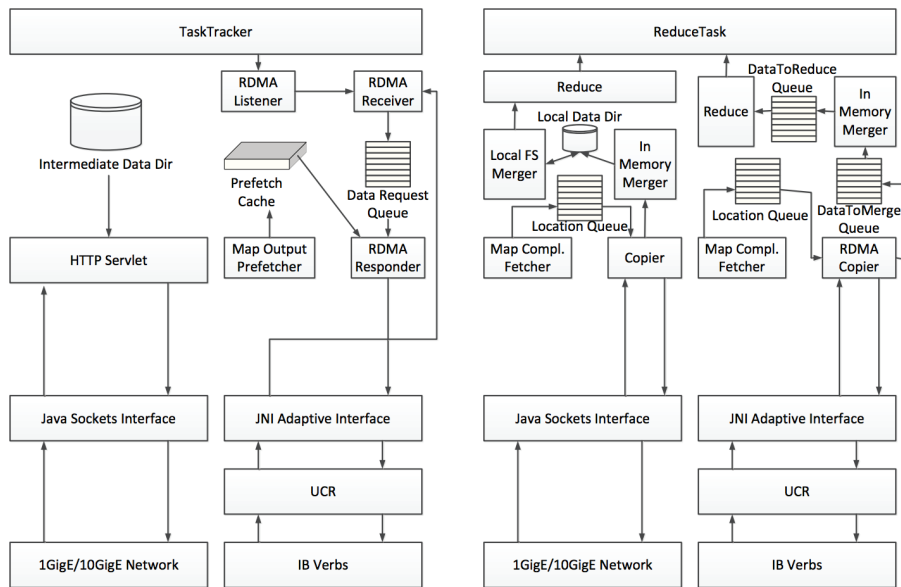 TaskTracker
RDMA
Listener
RDMA
Receiver
Intermediate Data Dir
Prefetch
Cache
Data Request
Queue
HTTP Servlet
Map Output
Prefetcher
RDMA
Responder
Java Sockets Interface
JNI Adaptive Interface
UCR
1GigE/10GigE Network
IB Verbs
ReduceTask
Reduce
Local Data Dir
Local FS
Merger
In
Memory
Merger
Location Queue
Map Compl.
Fetcher
Copier
DataToReduce
Queue
Reduce
In
Memory
Merger
Location Queue
DataToMerge
Queue
Map Compl.
Fetcher
RDMA
Copier
Java Sockets Interface
JNI Adaptive Interface
UCR
1GigE/10GigE Network
IB Verbs